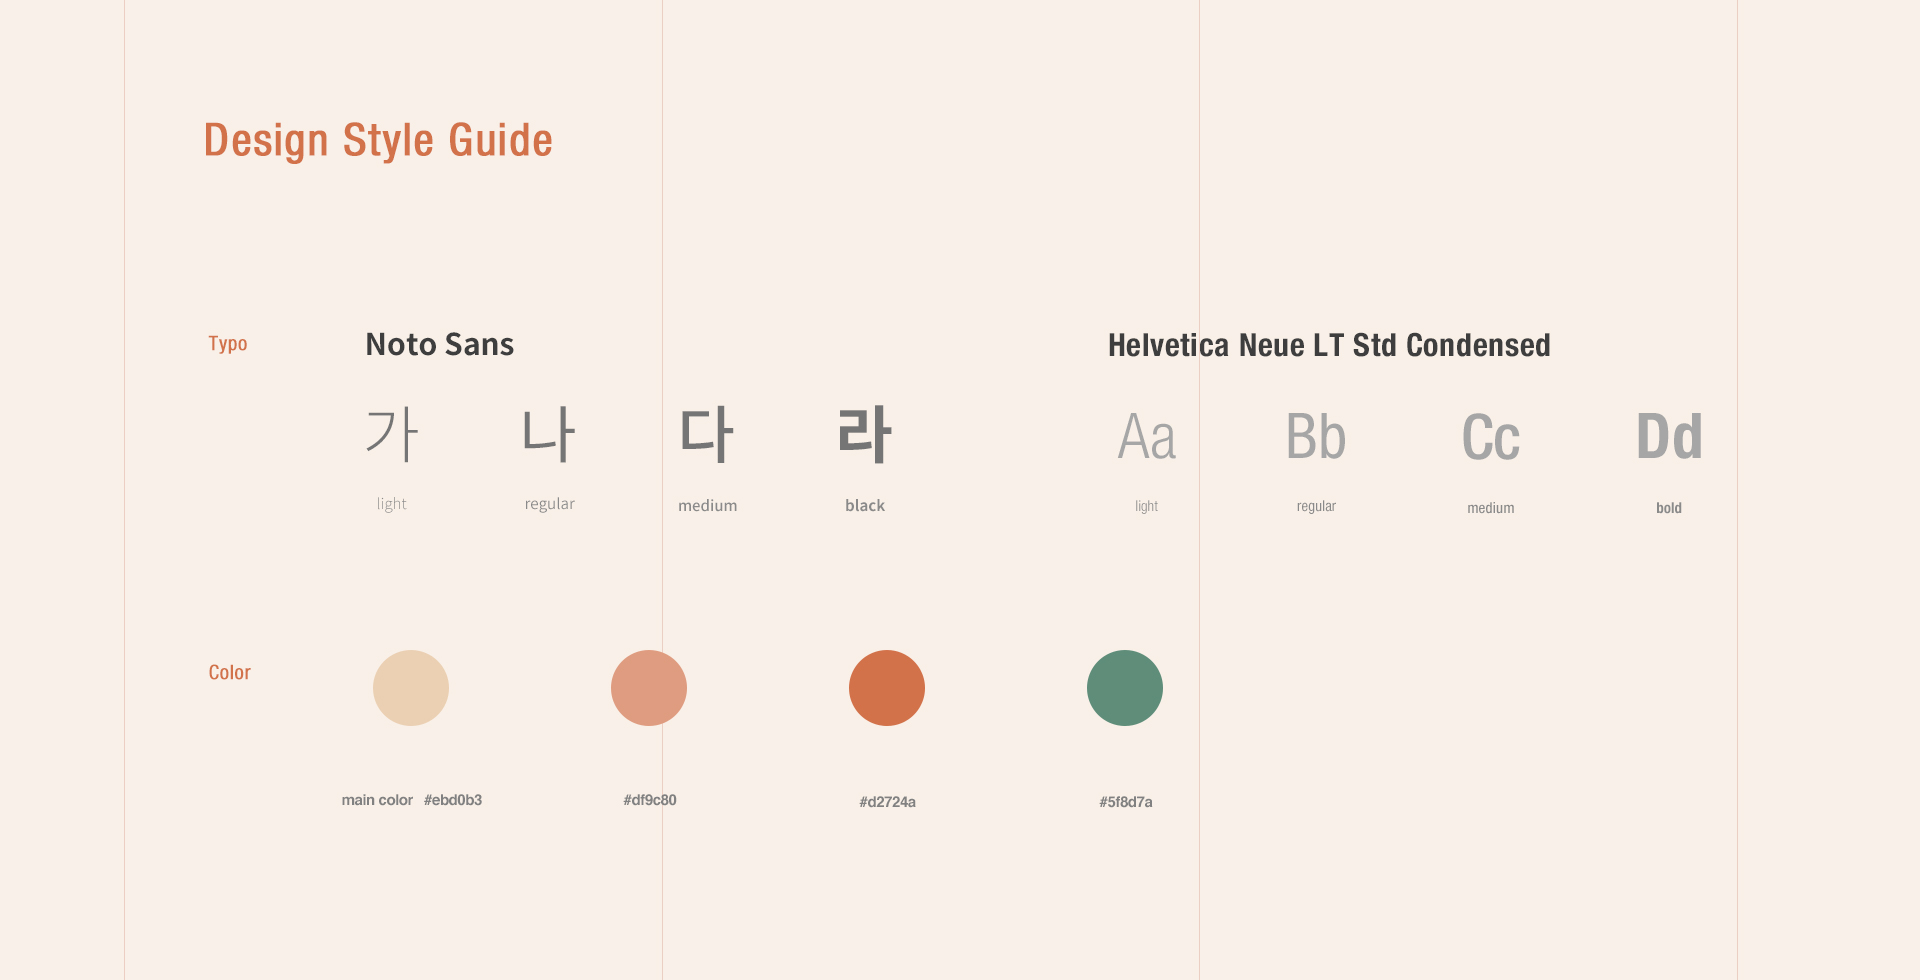 Design Style Guide
Typo
Noto Sans
가 나 다 라
light regular medium black
Helvetica Neue LT Std Condensed
Aa Bb Cc Dd
light regular medium bold
Color
main color #ebd0b3 #df9c80 #d2724a #5f8d7a